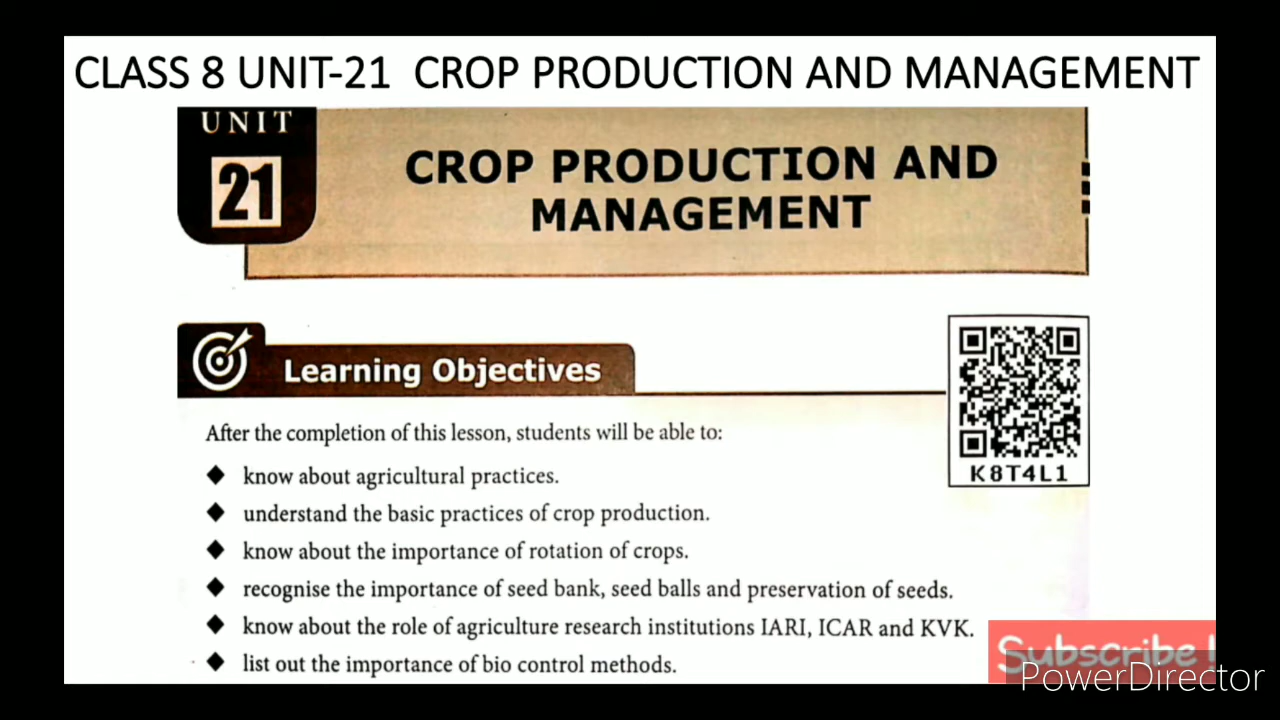 CLASS 8 UNIT-21 CROP PRODUCTION AND MANAGEMENT
UNIT
21
CROP PRODUCTION AND
MANAGEMENT
Learning Objectives
K8T4L1
After the completion of this lesson, students will be able to:
◆ know about agricultural practices.
◆ understand the basic practices of crop production.
◆ know about the importance of rotation of crops.
◆ recognise the importance of seed bank, seed balls and preservation of seeds.
◆ know about the role of agriculture research institutions IARI, ICAR and KVK.
◆ list out the importance of bio control methods.
Subscribe !
PowerDirector